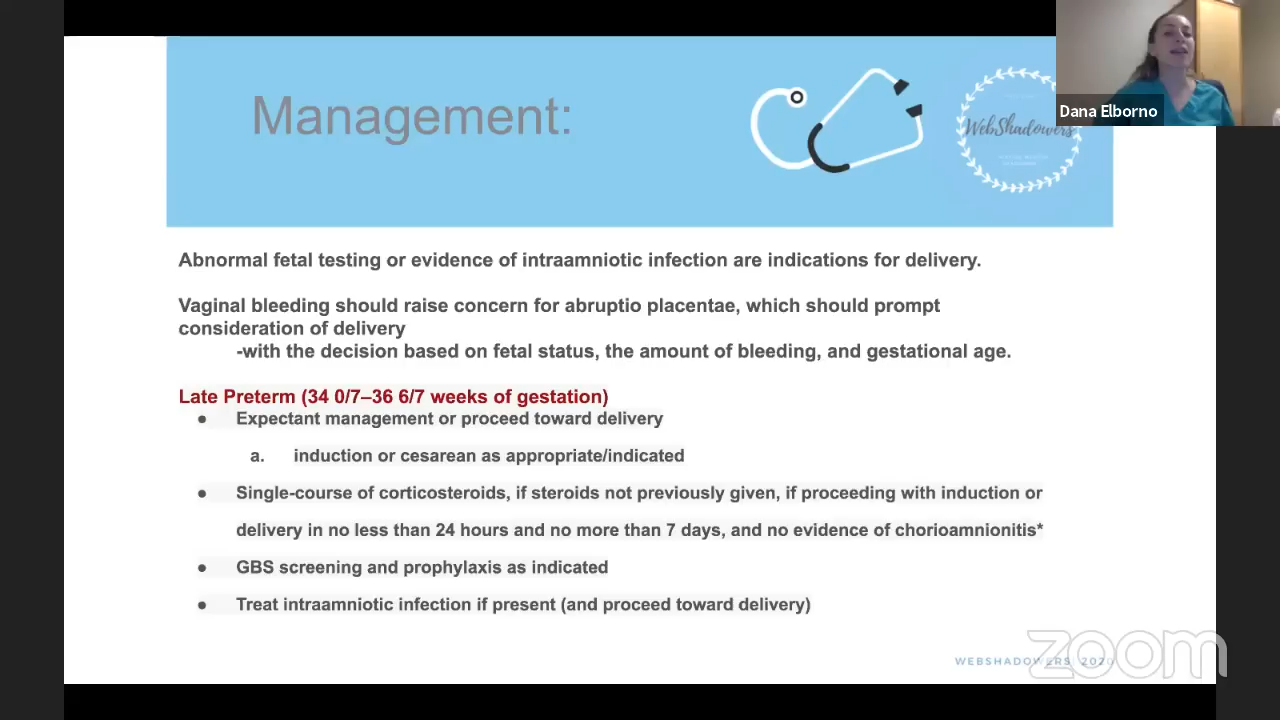 Management:
WebShadowers
Dana Elborno
Abnormal fetal testing or evidence of intraamniotic infection are indications for delivery.
Vaginal bleeding should raise concern for abruptio placentae, which should prompt
consideration of delivery
-with the decision based on fetal status, the amount of bleeding, and gestational age.
Late Preterm (34 0/7–36 6/7 weeks of gestation)
● Expectant management or proceed toward delivery
a. induction or cesarean as appropriate/indicated
● Single-course of corticosteroids, if steroids not previously given, if proceeding with induction or
delivery in no less than 24 hours and no more than 7 days, and no evidence of chorioamnionitis*
● GBS screening and prophylaxis as indicated
● Treat intraamniotic infection if present (and proceed toward delivery)
WEBSHADOWERS 2020
zoom